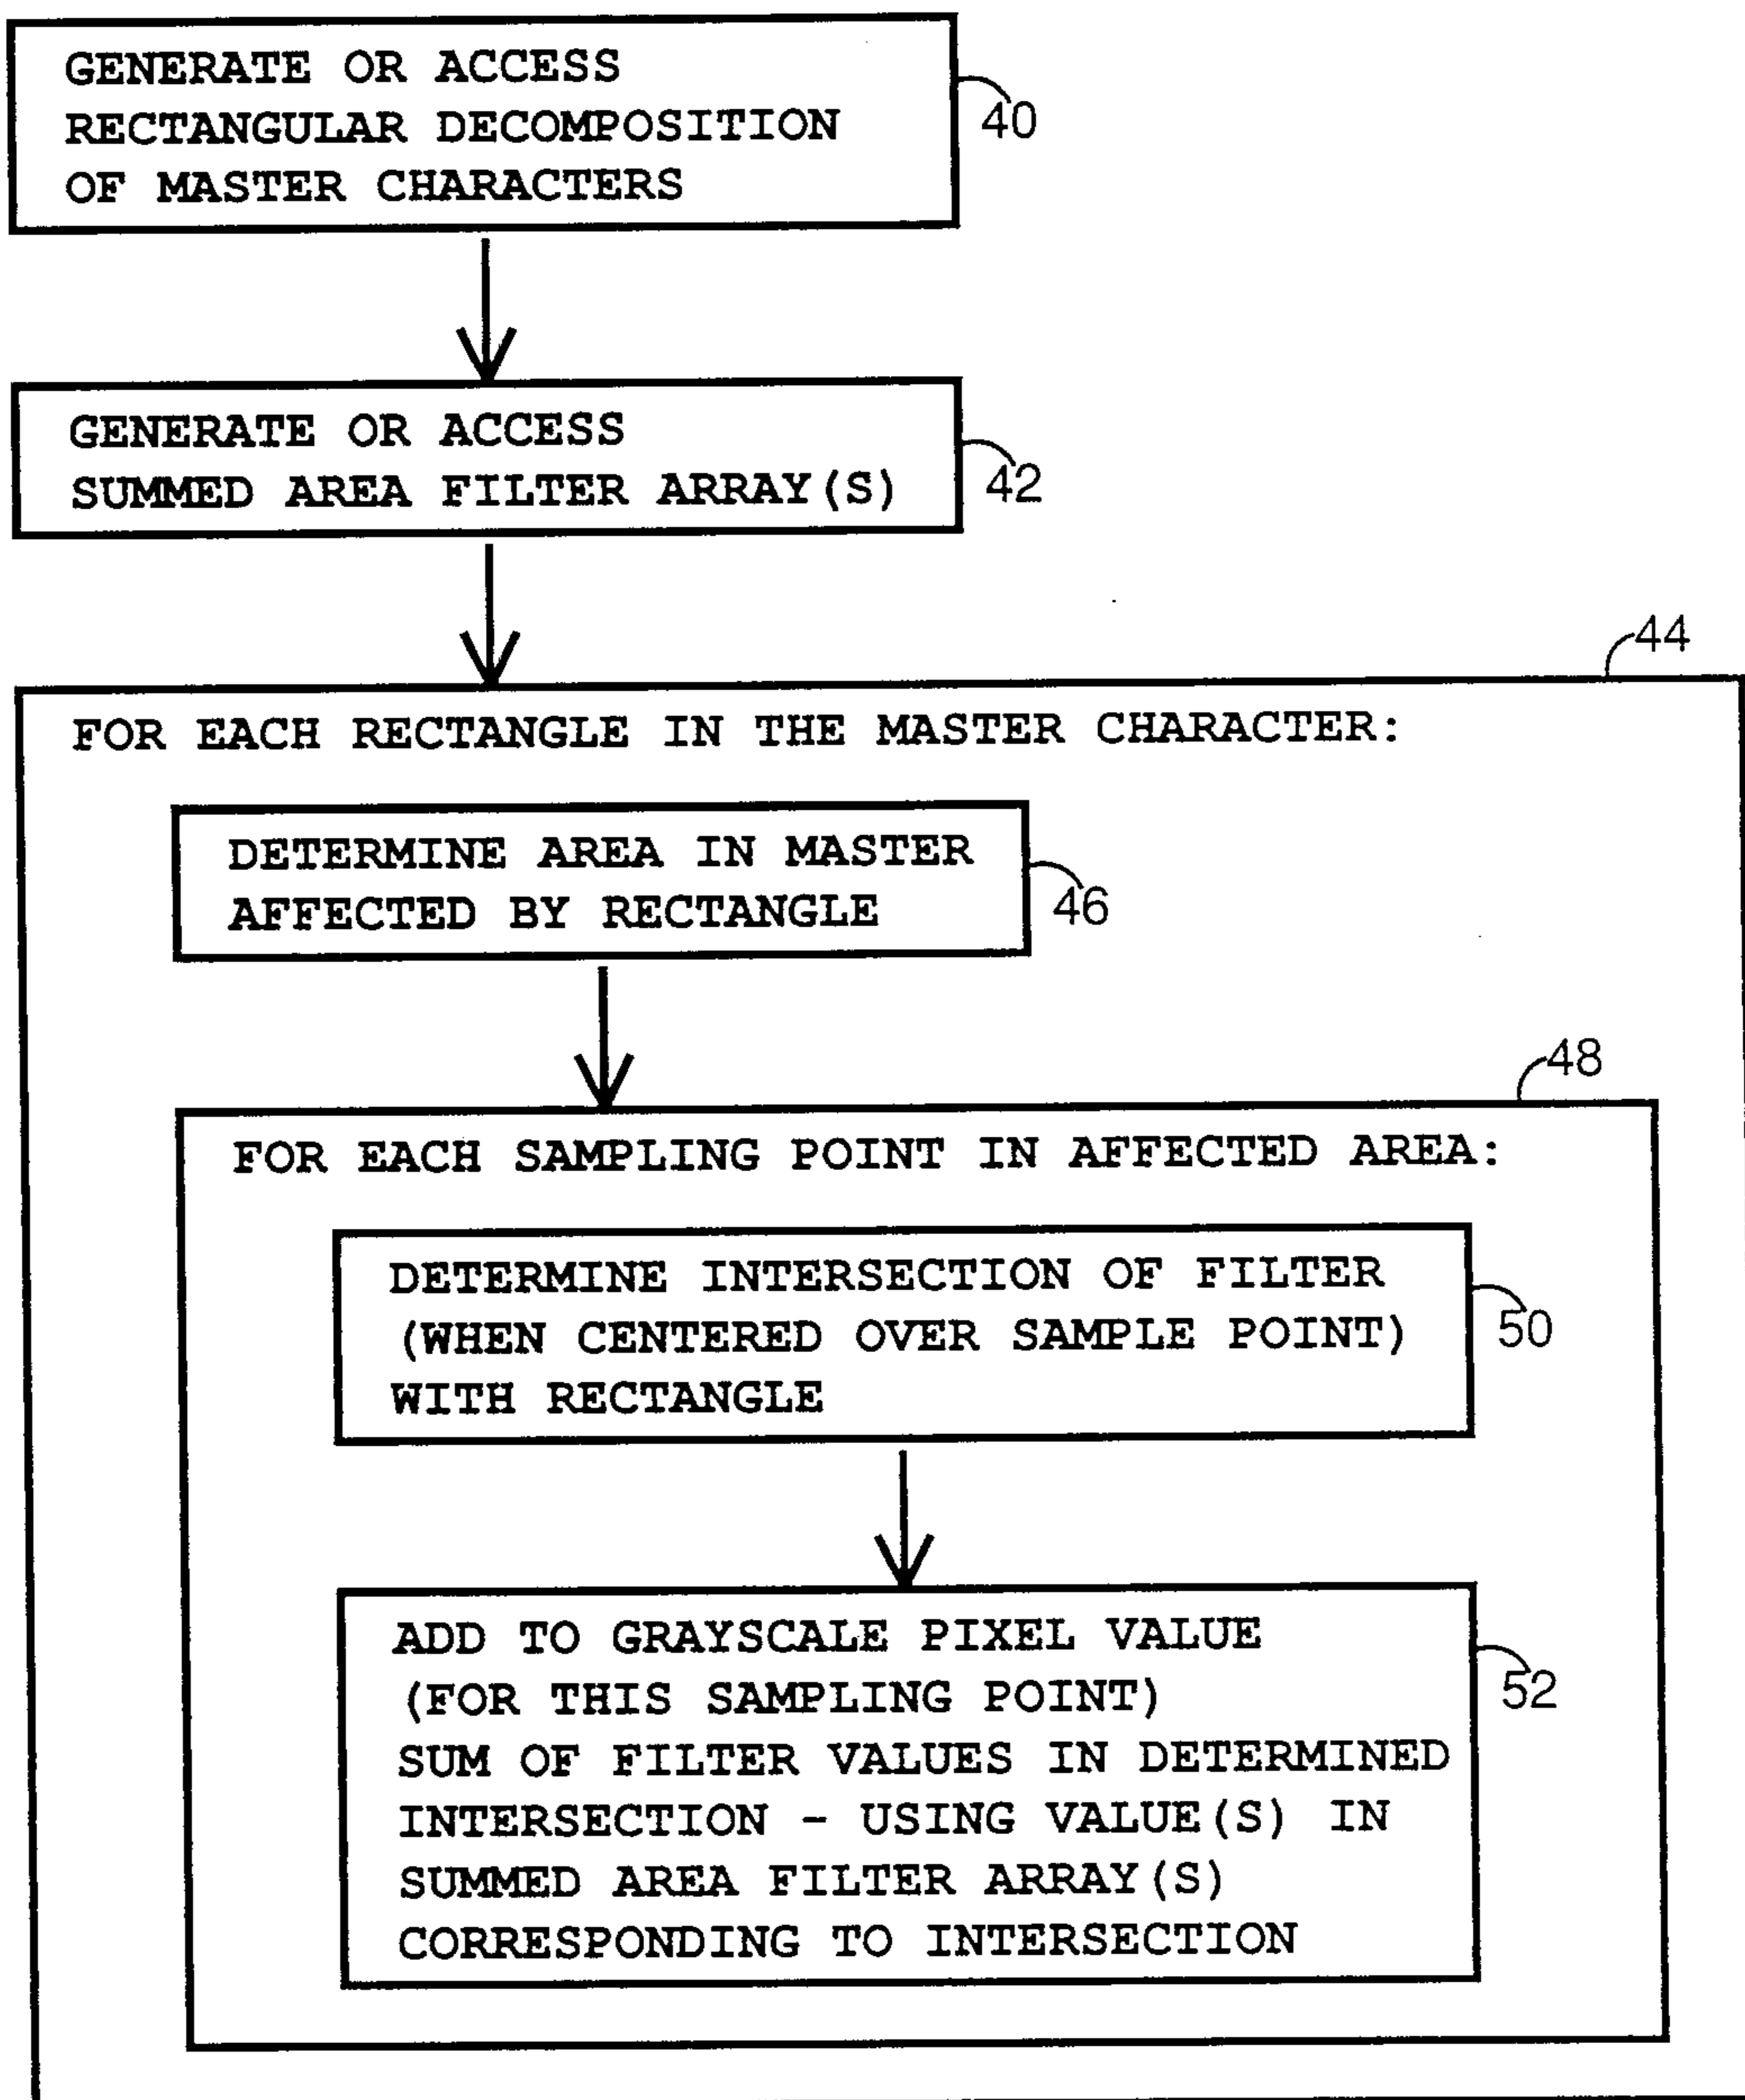 GENERATE OR ACCESS
RECTANGULAR DECOMPOSITION
OF MASTER CHARACTERS
40
GENERATE OR ACCESS
SUMMED AREA FILTER ARRAY(S)
42
44
FOR EACH RECTANGLE IN THE MASTER CHARACTER:
DETERMINE AREA IN MASTER
AFFECTED BY RECTANGLE
46
48
FOR EACH SAMPLING POINT IN AFFECTED AREA:
DETERMINE INTERSECTION OF FILTER
(WHEN CENTERED OVER SAMPLE POINT)
WITH RECTANGLE
50
ADD TO GRAYSCALE PIXEL VALUE
(FOR THIS SAMPLING POINT)
SUM OF FILTER VALUES IN DETERMINED
INTERSECTION - USING VALUE(S) IN
SUMMED AREA FILTER ARRAY(S)
CORRESPONDING TO INTERSECTION
52